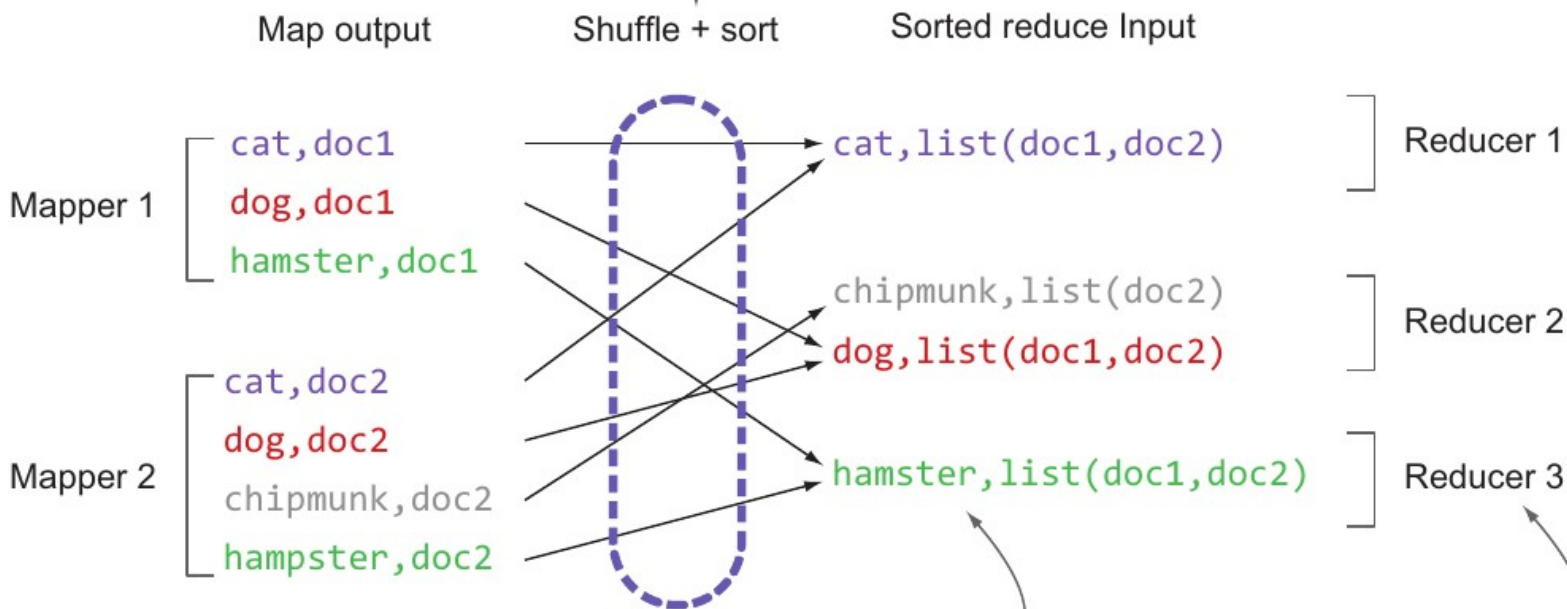 Map output
Shuffle + sort
Sorted reduce Input
Mapper 1
cat,doc1
dog,doc1
hamster,doc1
Mapper 2
cat,doc2
dog,doc2
chipmunk,doc2
hampster,doc2
cat,list(doc1,doc2)
Reducer 1
chipmunk,list(doc2)
dog,list(doc1,doc2)
Reducer 2
hamster,list(doc1,doc2)
Reducer 3